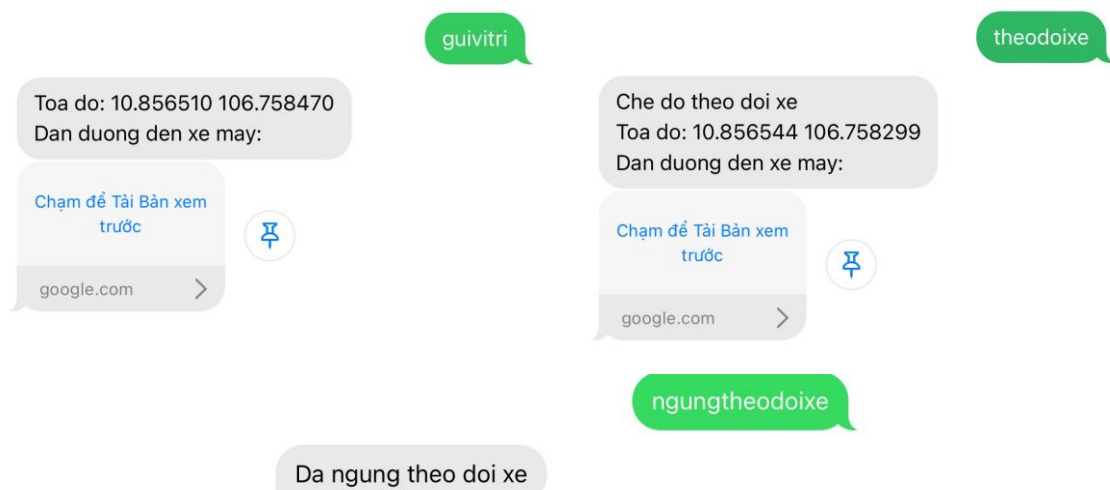 guivitri
Toa do: 10.856510 106.758470
Dan duong den xe may:
Chạm để Tải Bản xem
trước
google.com
theodoixe
Che do theo doi xe
Toa do: 10.856544 106.758299
Dan duong den xe may:
Chạm để Tải Bản xem
trước
google.com
ngungtheodoixe
Da ngung theo doi xe